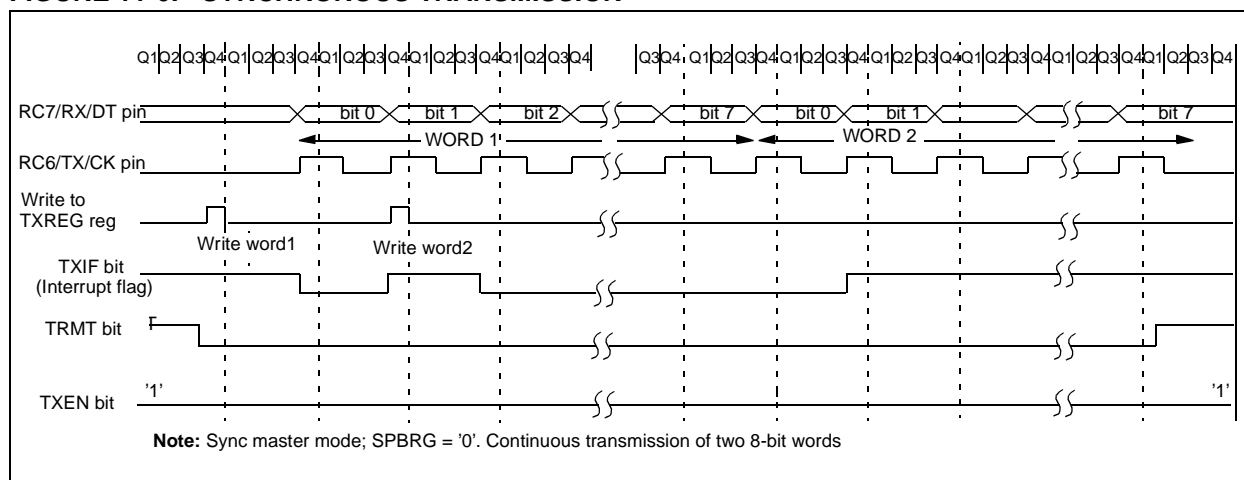 Q1 Q2 Q3 Q4 Q1 Q2 Q3 Q4 Q1 Q2 Q3 Q4 Q1 Q2 Q3 Q4 Q1 Q2 Q3 Q4 Q3 Q4 Q1 Q2 Q3 Q4 Q1 Q2 Q3 Q4 Q1 Q2 Q3 Q4 Q1 Q2 Q3 Q4 Q1 Q2 Q3 Q4 Q1 Q2 Q3 Q4
RC7/RX/DT pin bit 0 bit 1 bit 2 bit 7 bit 0 bit 1 bit 7
WORD 1 WORD 2
RC6/TX/CK pin
Write to
TXREG reg
Write word1 Write word2
TXIF bit
(Interrupt flag)
TRMT bit
'1' '1'
TXEN bit
Note: Sync master mode; SPBRG = '0'. Continuous transmission of two 8-bit words